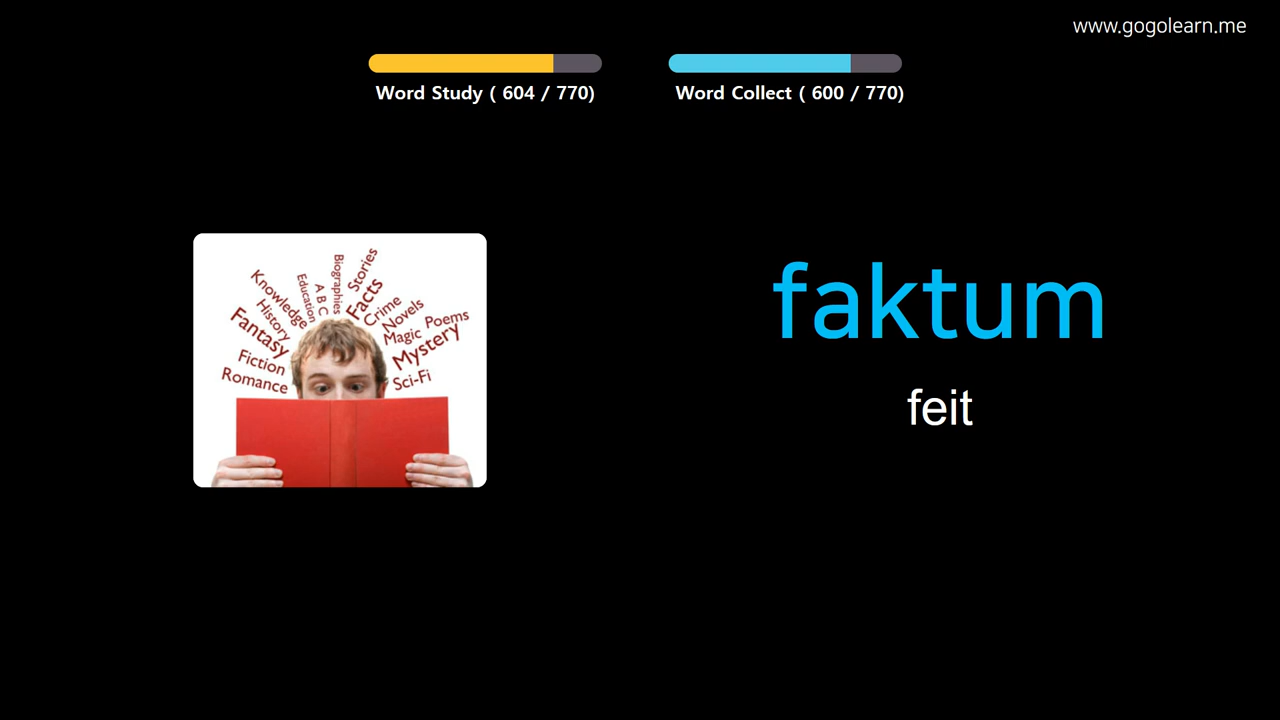 www.gogolearn.me
Word Study ( 604 / 770)
Word Collect ( 600 / 770)
Stories
Biographies
Facts
A B C
Education
Knowledge
Crime
History
Novels
Poems
Fantasy
Magic
Mystery
Fiction
Romance
Sci-Fi
faktum
feit